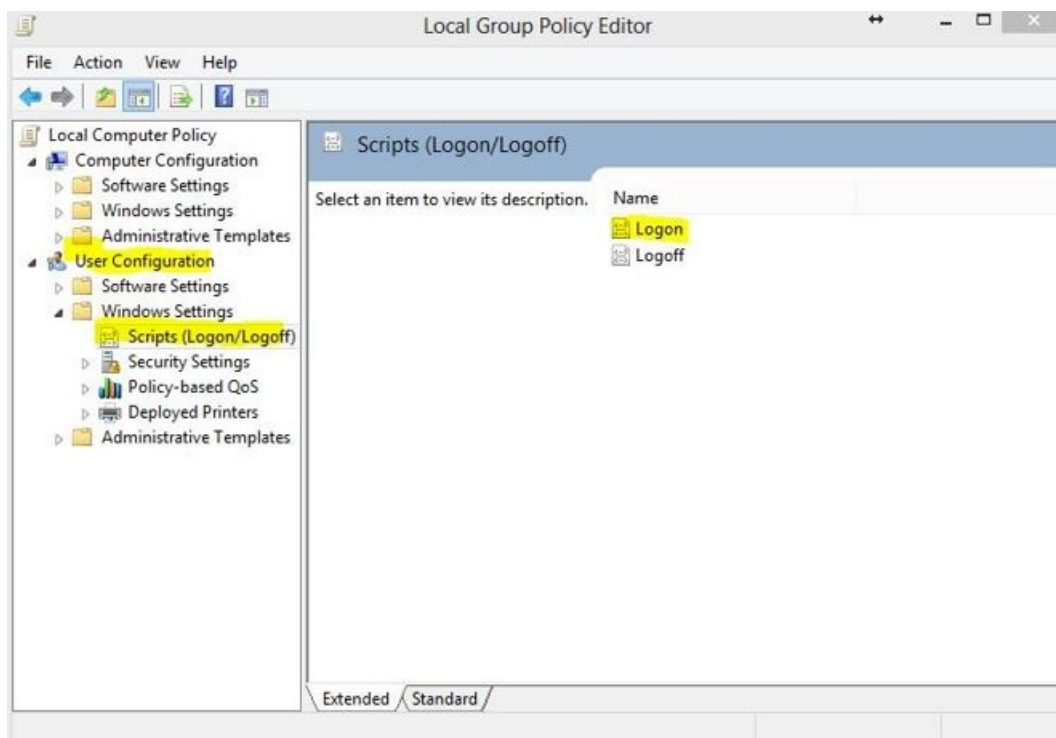 Local Group Policy Editor
File Action View Help
Local Computer Policy
Computer Configuration
Software Settings
Windows Settings
Administrative Templates
User Configuration
Software Settings
Windows Settings
Scripts (Logon/Logoff)
Security Settings
Policy-based QoS
Deployed Printers
Administrative Templates
Scripts (Logon/Logoff)
Select an item to view its description.
Name
Logon
Logoff
Extended Standard